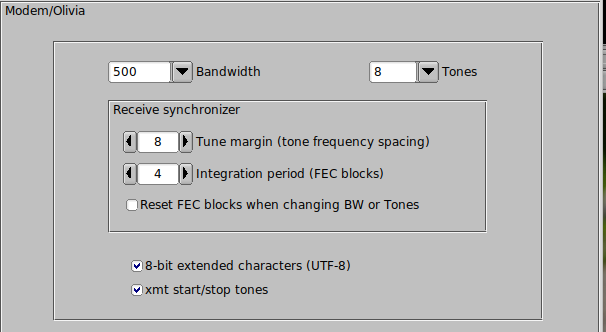 Modem/Olivia
500 Bandwidth 8 Tones
Receive synchronizer
8 Tune margin (tone frequency spacing)
4 Integration period (FEC blocks)
Reset FEC blocks when changing BW or Tones
8-bit extended characters (UTF-8)
xmt start/stop tones